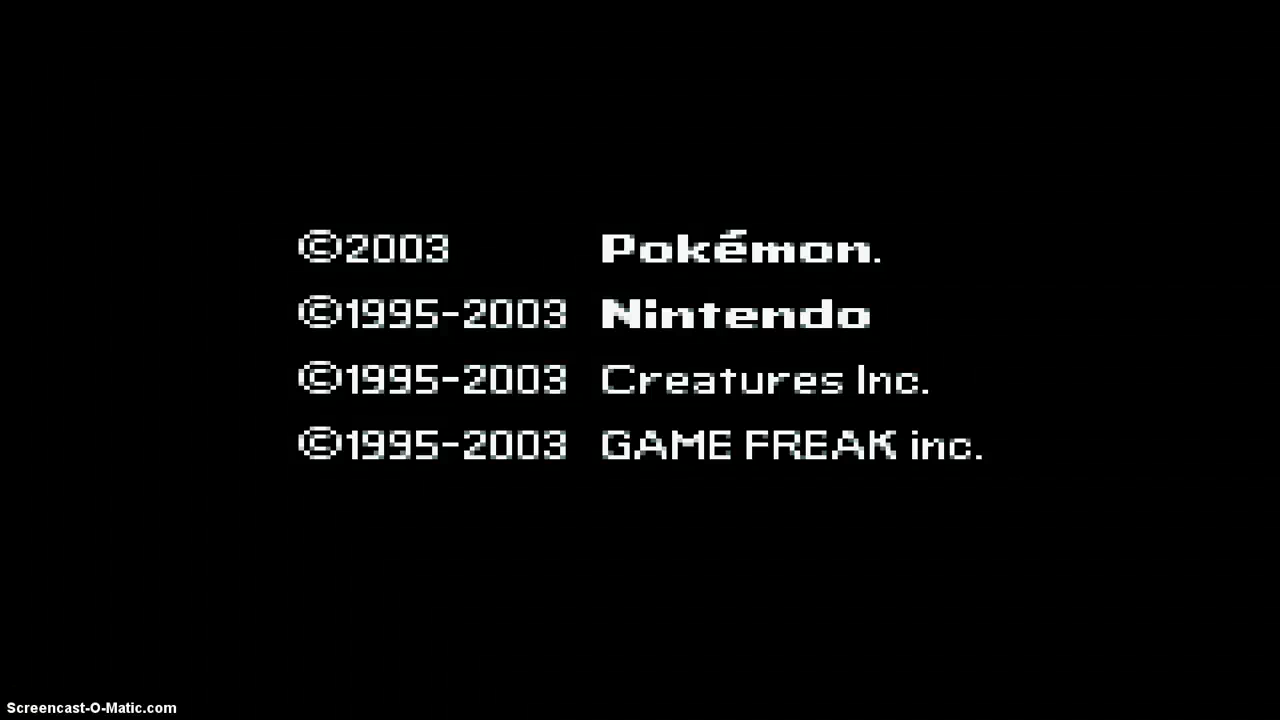 ©2003 Pokémon.
©1995-2003 Nintendo
©1995-2003 Creatures Inc.
©1995-2003 GAME FREAK inc.
Screencast-O-Matic.com